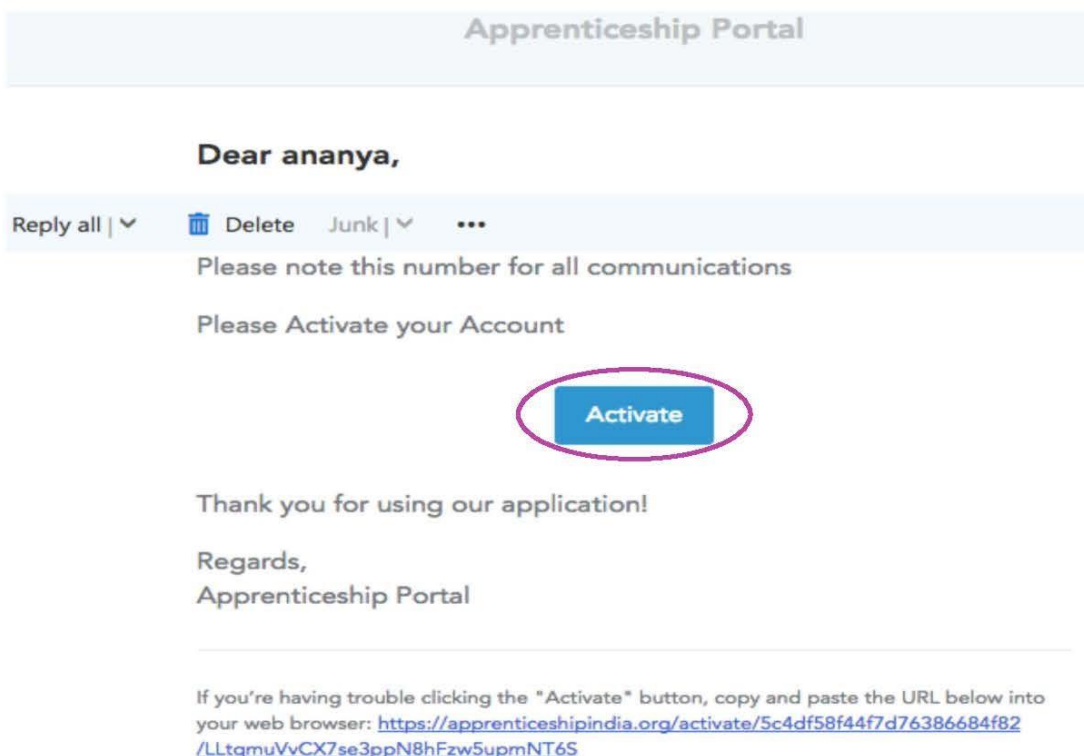 Apprenticeship Portal
Dear ananya,
Reply all | Delete Junk | •••
Please note this number for all communications
Please Activate your Account
Activate
Thank you for using our application!
Regards,
Apprenticeship Portal
If you're having trouble clicking the "Activate" button, copy and paste the URL below into
your web browser: https://apprenticeshipindia.org/activate/5c4df58f44f7d76386684f82
/LLtgmuVvCX7se3ppN8hFzw5upmNT6S